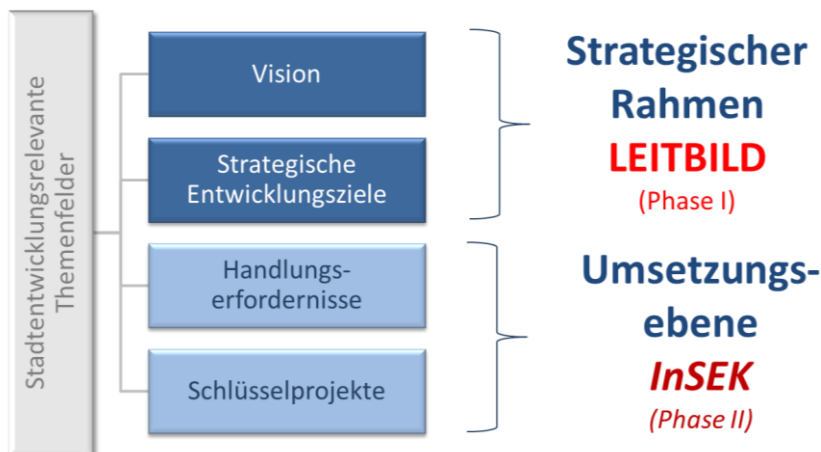 Stadtentwicklungsrelevante
Themenfelder
Vision
Strategische
Entwicklungsziele
Handlungs-
erfordernisse
Schlüsselprojekte
Strategischer
Rahmen
LEITBILD
(Phase I)
Umsetzungs-
ebene
InSEK
(Phase II)